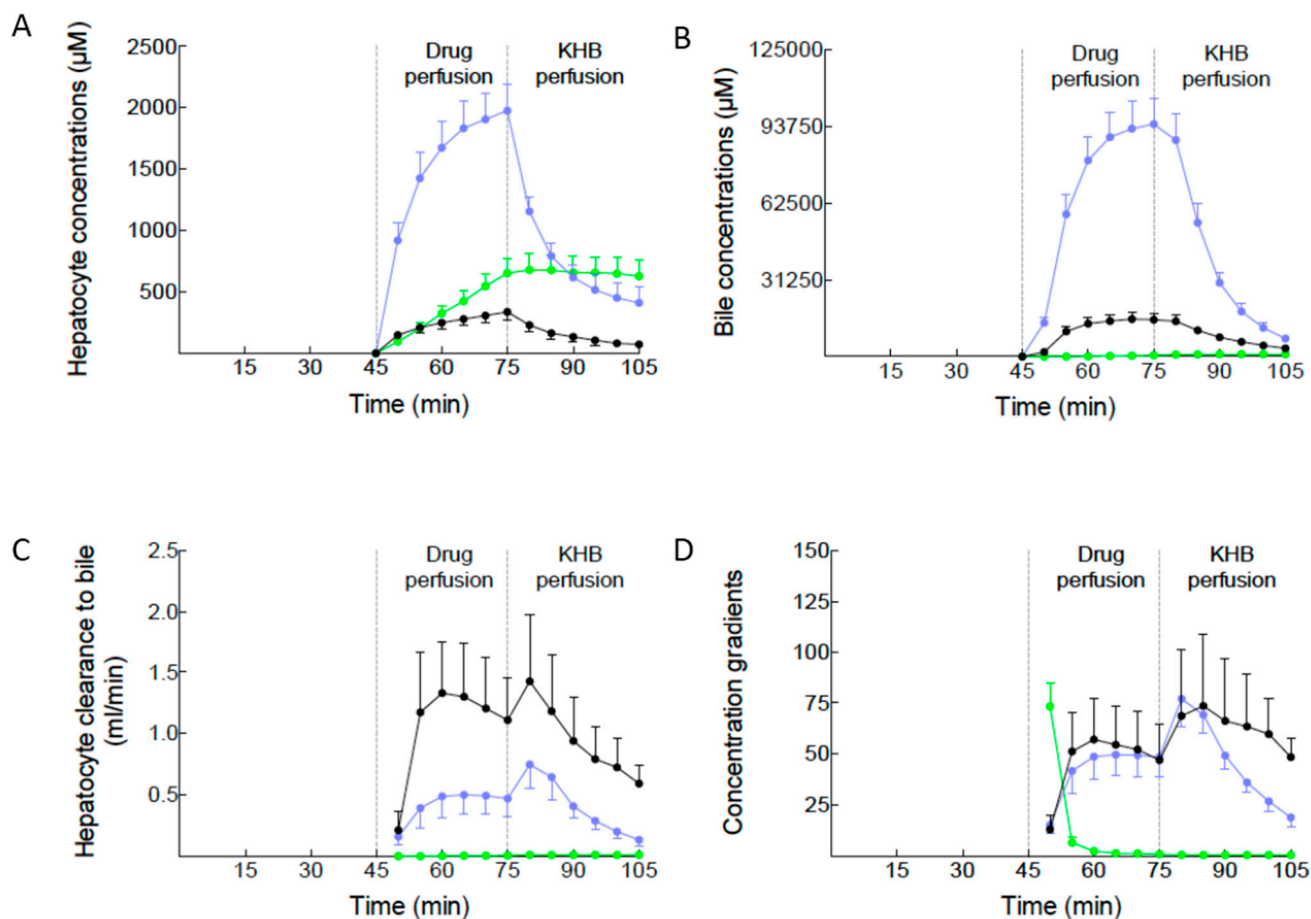 A
Hepatocyte concentrations (µM)
2500
2000
1500
1000
500
Drug
perfusion
KHB
perfusion
15 30 45 60 75 90 105
Time (min)
B
Bile concentrations (µM)
125000
93750
62500
31250
Drug
perfusion
KHB
perfusion
15 30 45 60 75 90 105
Time (min)
C
Hepatocyte clearance to bile
(ml/min)
2.5
2.0
1.5
1.0
0.5
Drug
perfusion
KHB
perfusion
15 30 45 60 75 90 105
Time (min)
D
Concentration gradients
150
125
100
75
50
25
Drug
perfusion
KHB
perfusion
15 30 45 60 75 90 105
Time (min)